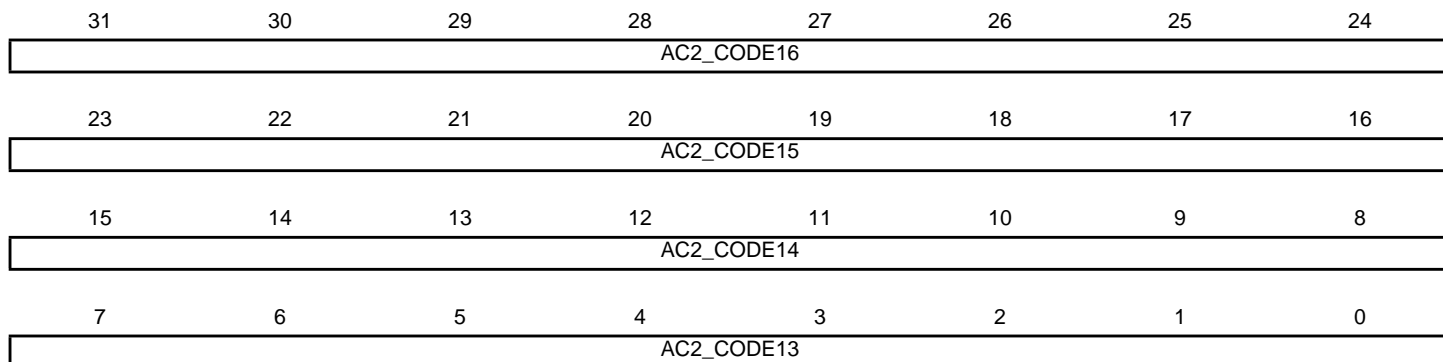 31 30 29 28 27 26 25 24
AC2_CODE16
23 22 21 20 19 18 17 16
AC2_CODE15
15 14 13 12 11 10 9 8
AC2_CODE14
7 6 5 4 3 2 1 0
AC2_CODE13